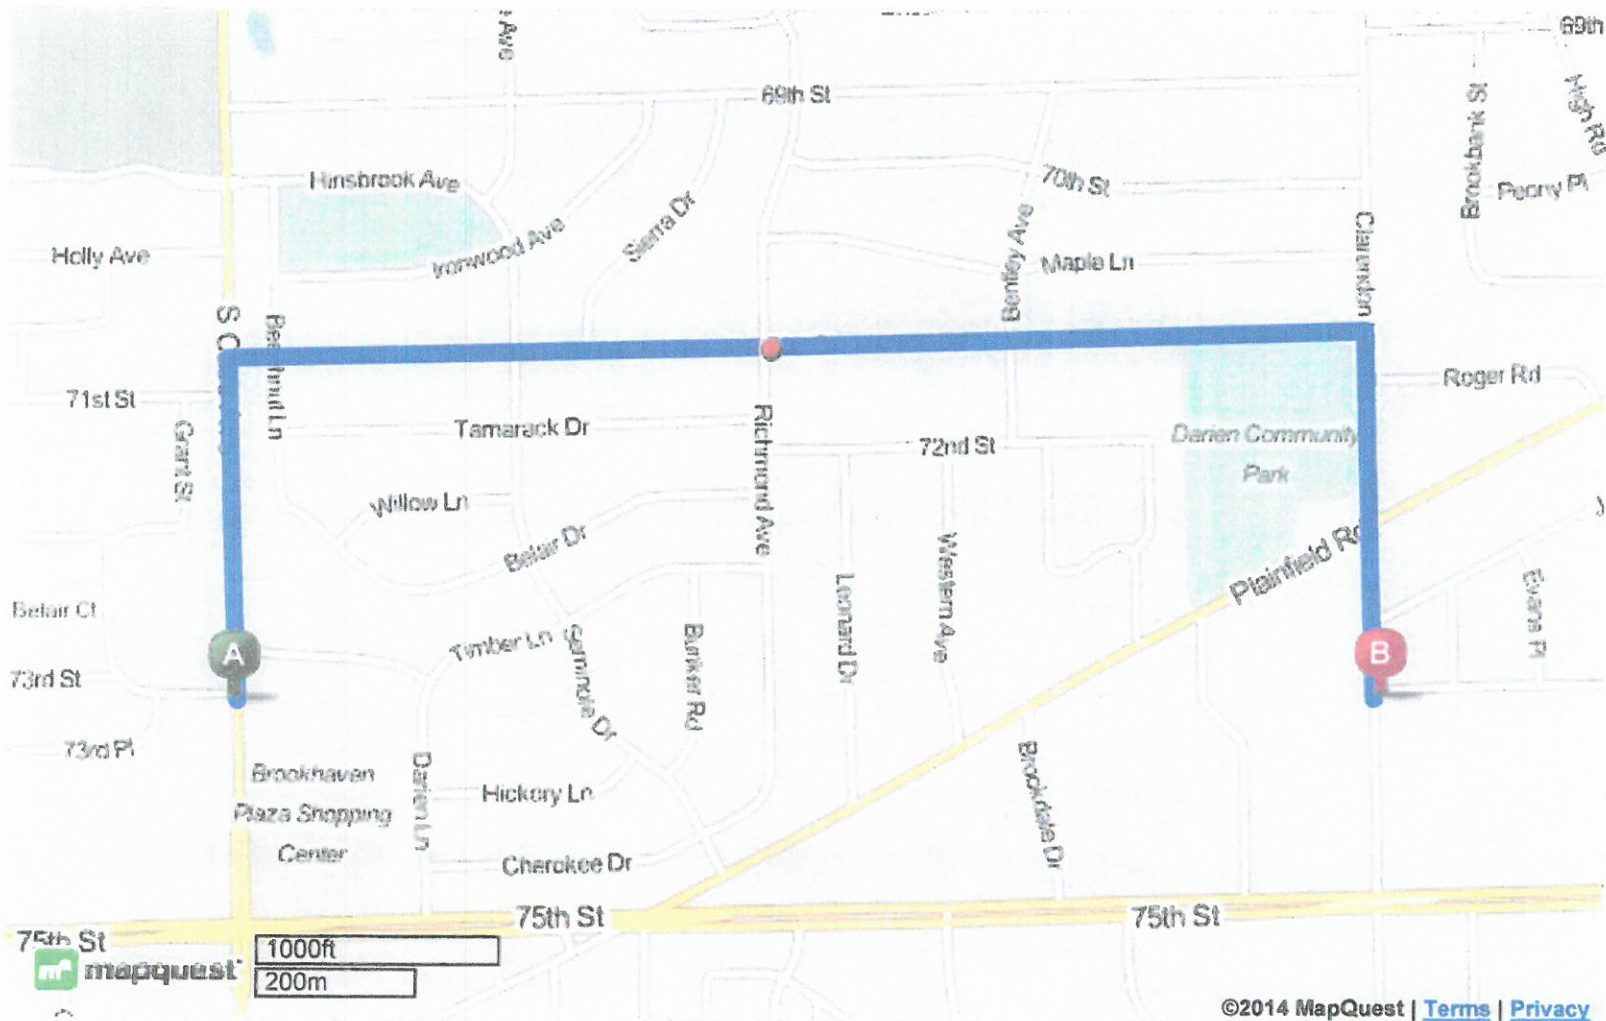 Ave
69th
69th St
High Rd
Brookbank St
Hinsbrook Ave
70th St
Peony Pl
Sierra Dr
Holly Ave
Ironwood Ave
Bentley Ave
Maple Ln
Clarendon
S
Roger Rd
71st St
Tamarack Dr
Richmond Ave
72nd St
Darien Community
Park
Grant St
Willow Ln
Belair Dr
Western Ave
Plainfield Rd
Leonard Dr
Evans Pl
Belair Ct
A
Timber Ln
Seminole Dr
Bunker Rd
B
73rd St
73rd Pl
Brookhaven
Plaza Shopping
Center
Darien Ln
Hickory Ln
Brookdale Dr
Cherokee Dr
75th St
75th St
75th St
mapquest
1000ft
200m
©2014 MapQuest | Terms | Privacy